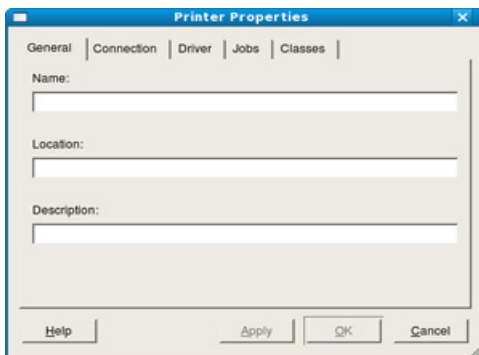 Printer Properties
General Connection Driver Jobs Classes
Name:
Location:
Description:
Help Apply OK Cancel